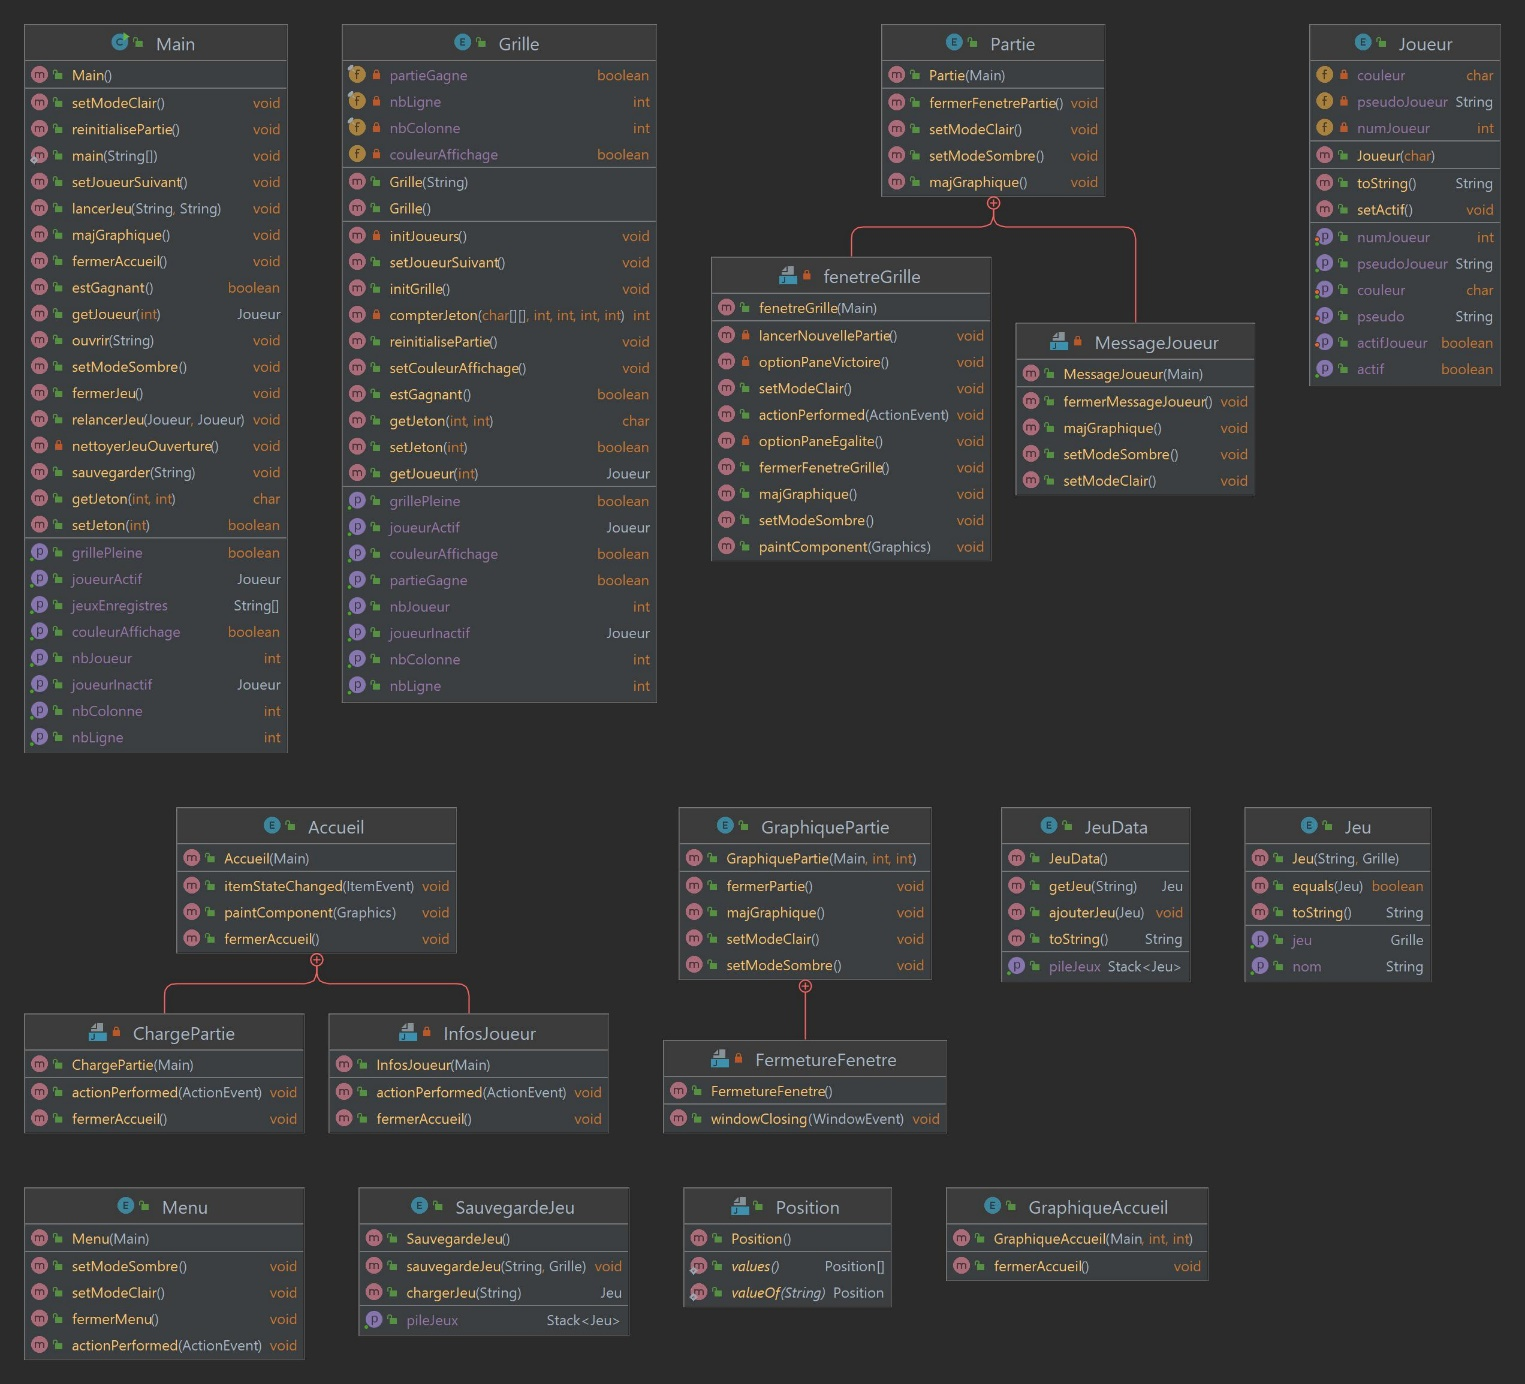 Main
Main()
setModeClair() void
reinitialisePartie() void
main(String[]) void
setJoueurSuivant() void
lancerJeu(String, String) void
majGraphique() void
fermerAccueil() void
estGagnant() boolean
getJoueur(int) Joueur
ouvrir(String) void
setModeSombre() void
fermerJeu() void
relancerJeu(Joueur, Joueur) void
nettoyerJeuOuverture() void
sauvegarder(String) void
getJeton(int, int) char
setJeton(int) boolean
grillePleine boolean
joueurActif Joueur
jeuxEnregistres String[]
couleurAffichage boolean
nbJoueur int
joueurInactif Joueur
nbColonne int
nbLigne int
Grille
partieGagne boolean
nbLigne int
nbColonne int
couleurAffichage boolean
Grille(String)
Grille()
initJoueurs() void
setJoueurSuivant() void
initGrille() void
compterJeton(char[][], int, int, int, int) int
reinitialisePartie() void
setCouleurAffichage() void
estGagnant() boolean
getJeton(int, int) char
setJeton(int) boolean
getJoueur(int) Joueur
grillePleine boolean
joueurActif Joueur
couleurAffichage boolean
partieGagne boolean
nbJoueur int
joueurInactif Joueur
nbColonne int
nbLigne int
Partie
Partie(Main)
fermerFenetrePartie() void
setModeClair() void
setModeSombre() void
majGraphique() void
fenetreGrille
fenetreGrille(Main)
lancerNouvellePartie() void
optionPaneVictoire() void
setModeClair() void
actionPerformed(ActionEvent) void
optionPaneEgalite() void
fermerFenetreGrille() void
majGraphique() void
setModeSombre() void
paintComponent(Graphics) void
MessageJoueur
MessageJoueur(Main)
fermerMessageJoueur() void
majGraphique() void
setModeSombre() void
setModeClair() void
Joueur
couleur char
pseudoJoueur String
numJoueur int
Joueur(char)
toString() String
setActif() void
numJoueur int
pseudoJoueur String
couleur char
pseudo String
actifJoueur boolean
actif boolean
Accueil
Accueil(Main)
itemStateChanged(ItemEvent) void
paintComponent(Graphics) void
fermerAccueil() void
ChargePartie
ChargePartie(Main)
actionPerformed(ActionEvent) void
fermerAccueil() void
InfosJoueur
InfosJoueur(Main)
actionPerformed(ActionEvent) void
fermerAccueil() void
GraphiquePartie
GraphiquePartie(Main, int, int)
fermerPartie() void
majGraphique() void
setModeClair() void
setModeSombre() void
FermetureFenetre
FermetureFenetre()
windowClosing(WindowEvent) void
JeuData
JeuData()
getJeu(String) Jeu
ajouterJeu(Jeu) void
toString() String
pileJeux Stack<Jeu>
Jeu
Jeu(String, Grille)
equals(Jeu) boolean
toString() String
jeu Grille
nom String
Menu
Menu(Main)
setModeSombre() void
setModeClair() void
fermerMenu() void
actionPerformed(ActionEvent) void
SauvegardeJeu
SauvegardeJeu()
sauvegardeJeu(String, Grille) void
chargerJeu(String) Jeu
pileJeux Stack<Jeu>
Position
Position()
values() Position[]
valueOf(String) Position
GraphiqueAccueil
GraphiqueAccueil(Main, int, int)
fermerAccueil() void